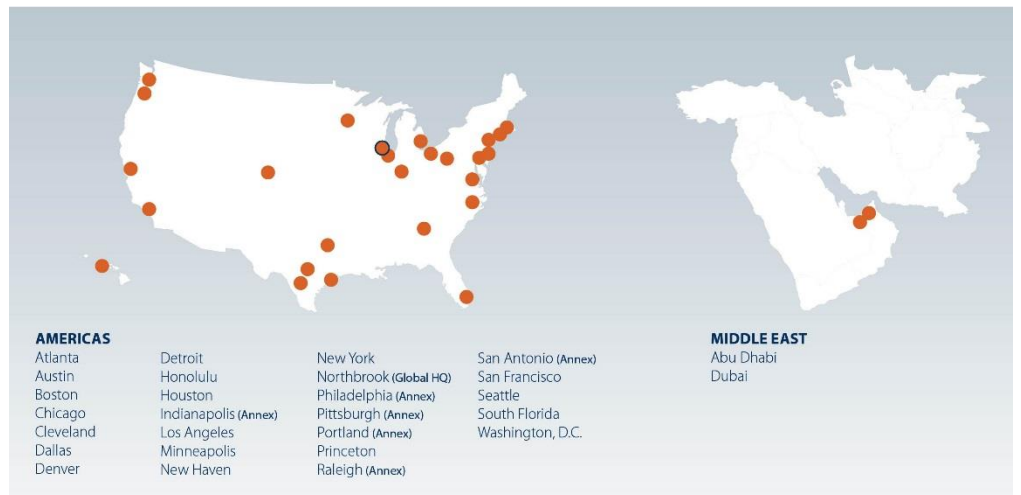 AMERICAS
Atlanta
Austin
Boston
Chicago
Cleveland
Dallas
Denver
Detroit
Honolulu
Houston
Indianapolis (Annex)
Los Angeles
Minneapolis
New Haven
New York
Northbrook (Global HQ)
Philadelphia (Annex)
Pittsburgh (Annex)
Portland (Annex)
Princeton
Raleigh (Annex)
San Antonio (Annex)
San Francisco
Seattle
South Florida
Washington, D.C.
MIDDLE EAST
Abu Dhabi
Dubai